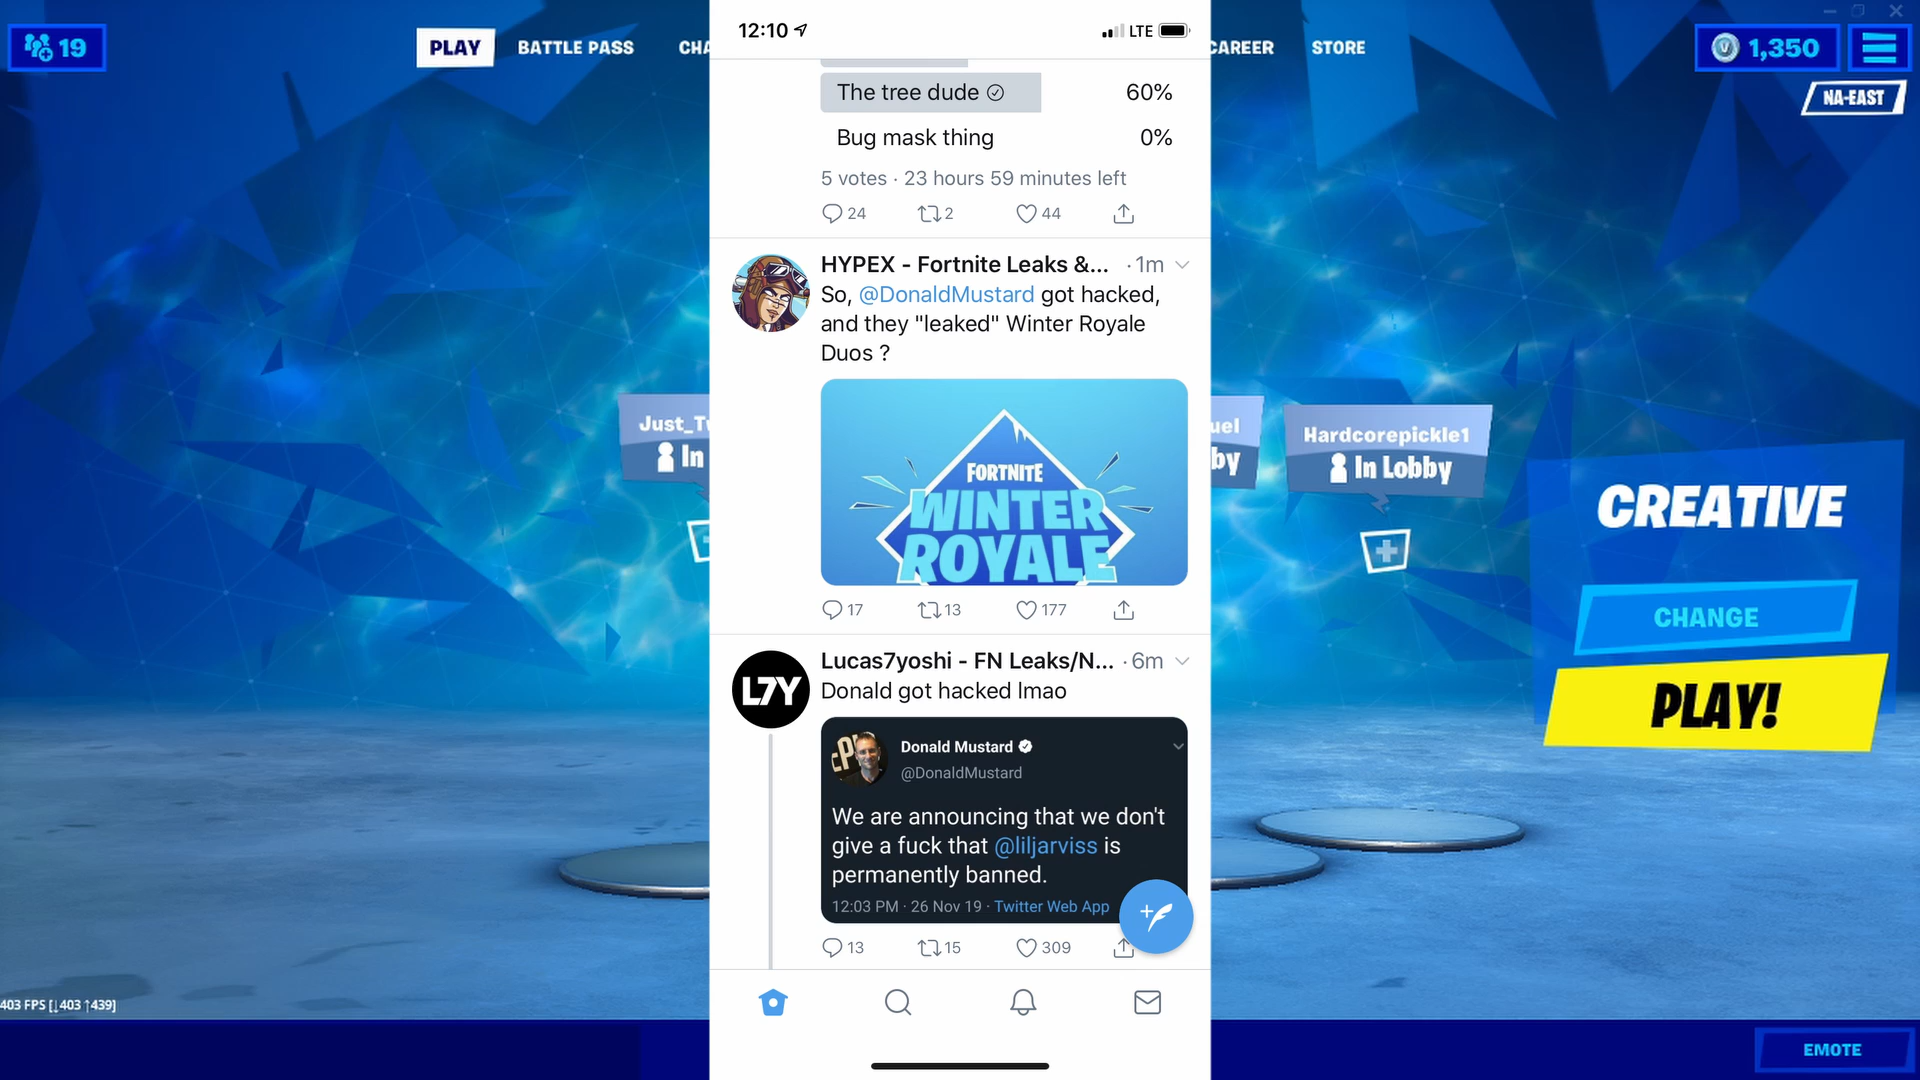 19
PLAY
BATTLE PASS
CHA
CAREER
STORE
1,350
NA-EAST
12:10
LTE
The tree dude
60%
Bug mask thing
0%
5 votes · 23 hours 59 minutes left
24
2
44
HYPEX - Fortnite Leaks &... · 1m
So, @DonaldMustard got hacked,
and they "leaked" Winter Royale
Duos ?
FORTNITE
WINTER
ROYALE
17
13
177
Lucas7yoshi - FN Leaks/N... · 6m
L7Y
Donald got hacked lmao
Donald Mustard
@DonaldMustard
We are announcing that we don't
give a fuck that @liljarviss is
permanently banned.
12:03 PM · 26 Nov 19 · Twitter Web App
13
15
309
Just_Tw
In
uel
by
Hardcorepickle1
In Lobby
CREATIVE
CHANGE
PLAY!
403 FPS [↓403 ↑439]
EMOTE